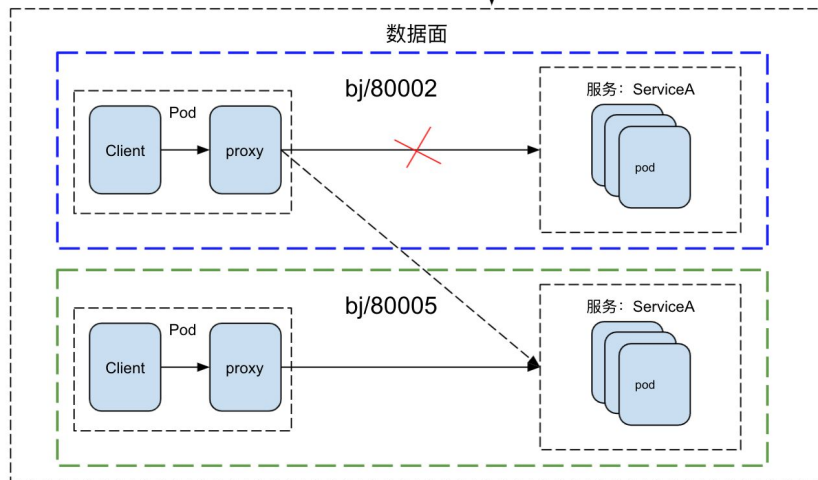 数据面
bj/80002
服务：ServiceA
Pod
Client
proxy
pod
bj/80005
服务：ServiceA
Pod
Client
proxy
pod